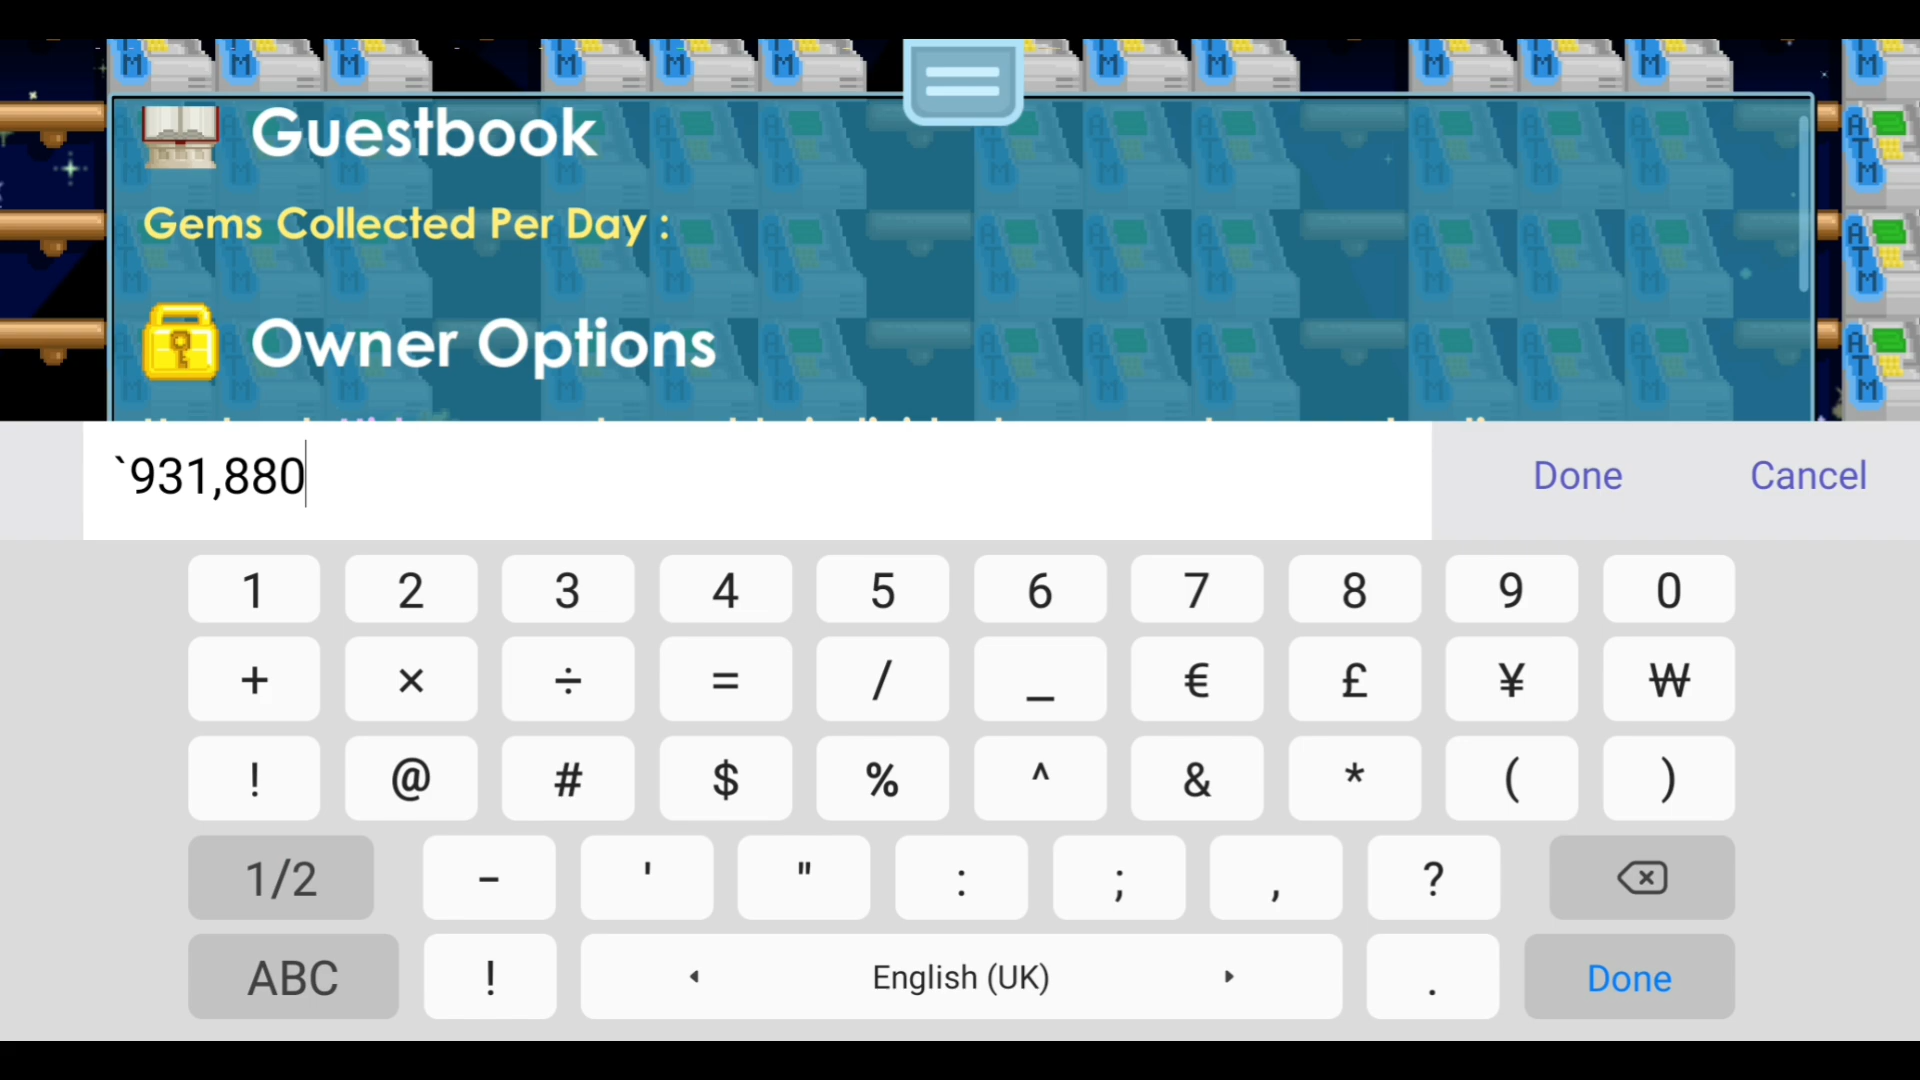 Guestbook
Gems Collected Per Day :
Owner Options
`931,880
Done
Cancel
1 2 3 4 5 6 7 8 9 0
+ × ÷ = / _ € £ ¥ ₩
! @ # $ % ^ & * ( )
1/2 - ' " : ; , ?
ABC ! English (UK) . Done